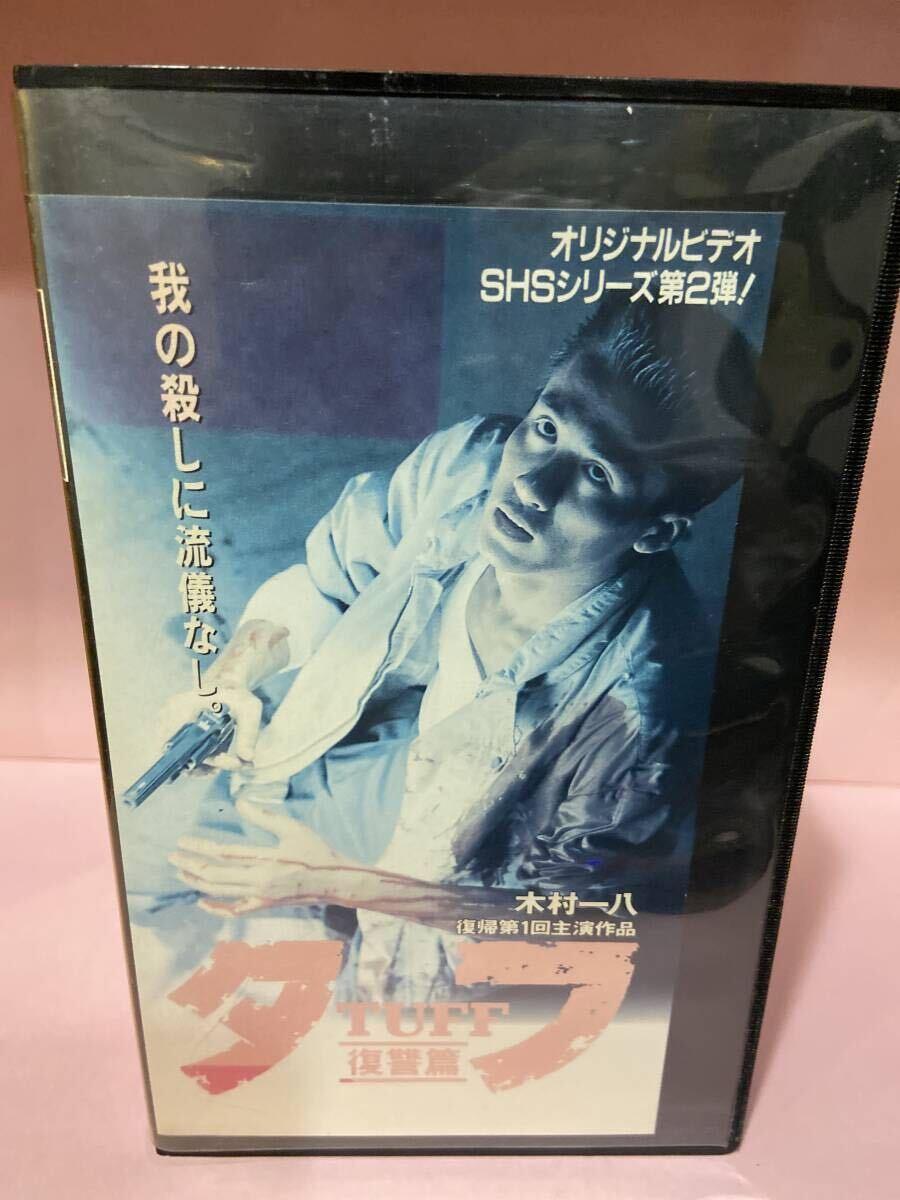 オリジナルビデオ
SHSシリーズ第2弾!
我の殺しに流儀なし。
木村一八
復帰第1回主演作品
タフ
TUFF
復讐篇